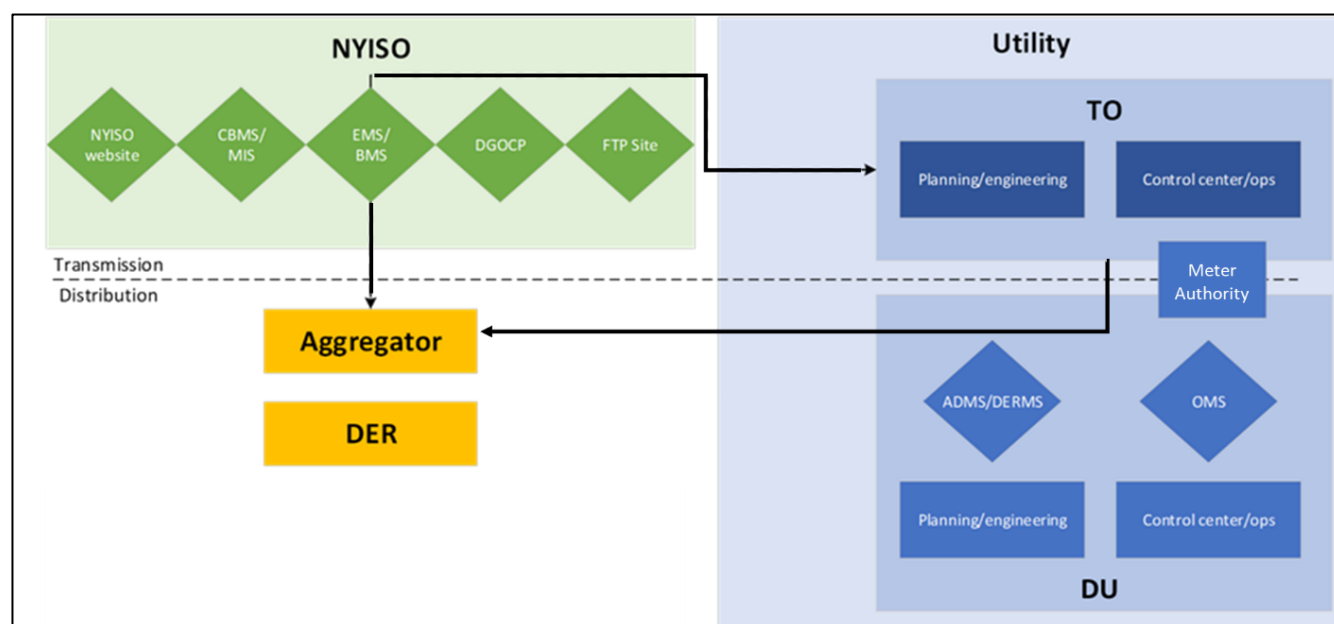 NYISO
Utility
NYISO
website
CBMS/
MIS
EMS/
BMS
DGOCP
FTP Site
TO
Planning/engineering
Control center/ops
Transmission
Distribution
Meter
Authority
Aggregator
DER
ADMS/DERMS
OMS
Planning/engineering
Control center/ops
DU